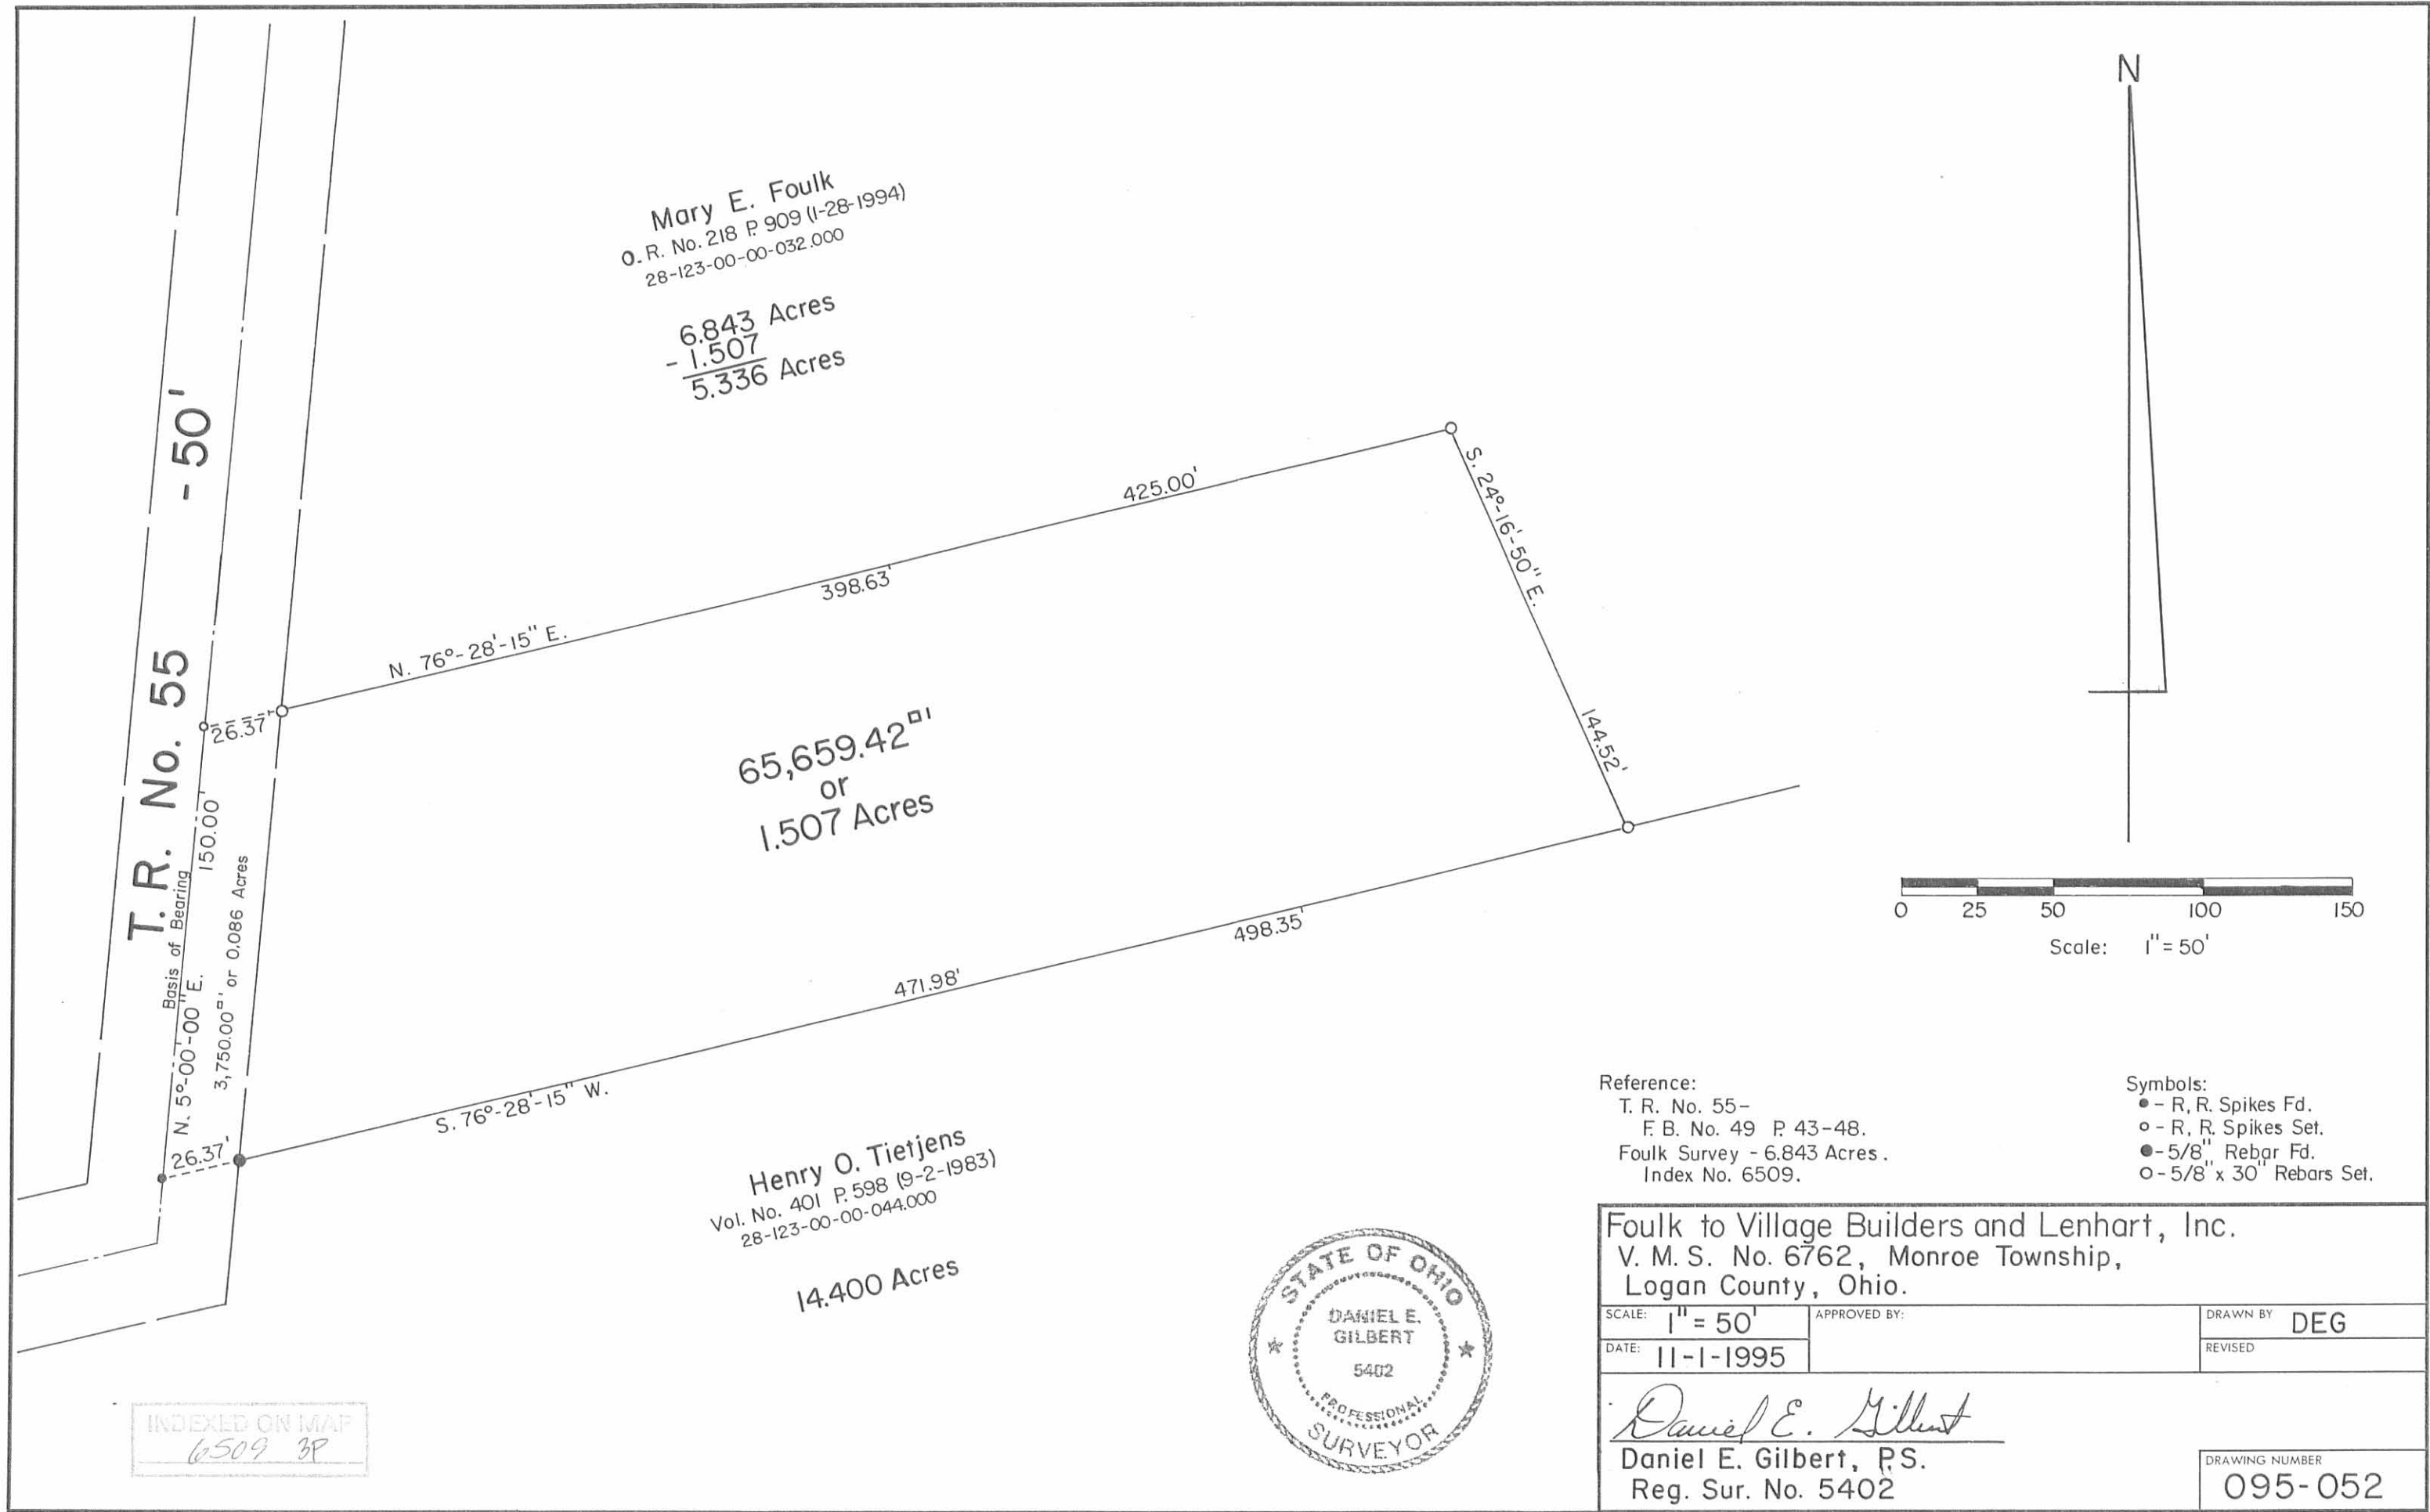 N
Mary E. Foulk
O. R. No. 218 P. 909 (1-28-1994)
28-123-00-00-032.000
6.843 Acres
- 1.507
5.336 Acres
T. R. No. 55 - 50'
425.00'
398.63'
N. 76°-28'-15" E.
S. 24°-16'-50" E.
144.52'
26.37'
65,659.42□'
or
1.507 Acres
Basis of Bearing
150.00'
N. 5°-00'-00" E.
3,750.00□' or 0.086 Acres
26.37'
498.35'
471.98'
S. 76°-28'-15" W.
Henry O. Tietjens
Vol. No. 401 P. 598 (9-2-1983)
28-123-00-00-044.000
14.400 Acres
0 25 50 100 150
Scale: 1" = 50'
Reference:
T. R. No. 55-
F. B. No. 49 P. 43-48.
Foulk Survey - 6.843 Acres.
Index No. 6509.
Symbols:
● - R. R. Spikes Fd.
○ - R. R. Spikes Set.
● - 5/8" Rebar Fd.
○ - 5/8" x 30" Rebars Set.
STATE OF OHIO
DANIEL E.
GILBERT
5402
PROFESSIONAL
SURVEYOR
INDEXED ON MAP
6509 3P
Foulk to Village Builders and Lenhart, Inc.
V. M. S. No. 6762, Monroe Township,
Logan County, Ohio.
SCALE: 1" = 50'
APPROVED BY:
DRAWN BY DEG
DATE: 11-1-1995
REVISED
Daniel E. Gilbert
Daniel E. Gilbert, P.S.
Reg. Sur. No. 5402
DRAWING NUMBER
095-052